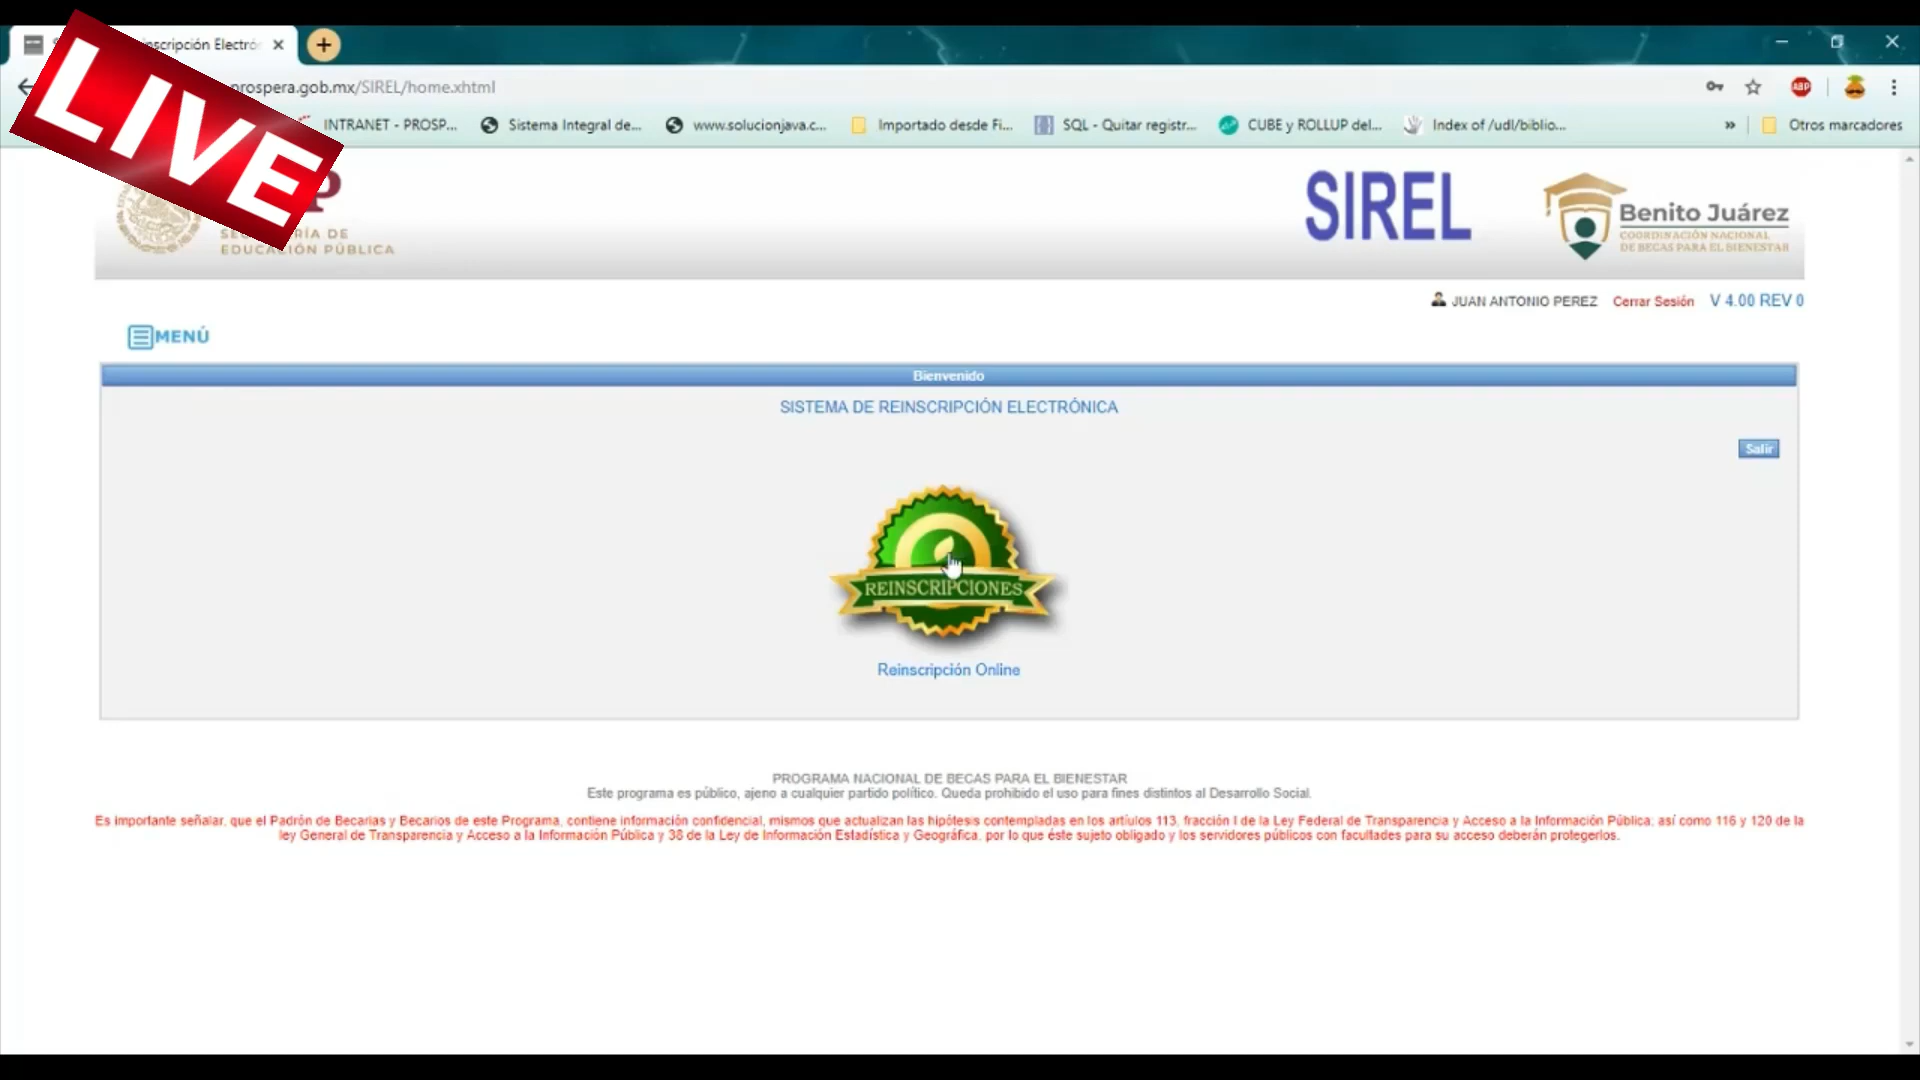 LIVE
inscripción Electró
prospera.gob.mx/SIREL/home.xhtml
INTRANET - PROSP...
Sistema Integral de...
www.solucionjava.c...
Importado desde Fi...
SQL - Quitar registr...
CUBE y ROLLUP del...
Index of /udl/biblio...
»
Otros marcadores
ABP
EDUCACIÓN PÚBLICA
SIREL
Benito Juárez
COORDINACIÓN NACIONAL
DE BECAS PARA EL BIENESTAR
JUAN ANTONIO PEREZ
Cerrar Sesión
V 4.00 REV 0
MENÚ
Bienvenido
SISTEMA DE REINSCRIPCIÓN ELECTRÓNICA
Salir
REINSCRIPCIONES
Reinscripción Online
PROGRAMA NACIONAL DE BECAS PARA EL BIENESTAR
Este programa es público, ajeno a cualquier partido político. Queda prohibido el uso para fines distintos al Desarrollo Social.
Es importante señalar, que el Padrón de Becarias y Becarios de este Programa, contiene información confidencial, mismos que actualizan las hipótesis contempladas en los artíulos 113, fracción I de la Ley Federal de Transparencia y Acceso a la Información Pública; así como 116 y 120 de la
ley General de Transparencia y Acceso a la Información Pública y 38 de la Ley de Información Estadística y Geográfica, por lo que éste sujeto obligado y los servidores públicos con facultades para su acceso deberán protegerlos.